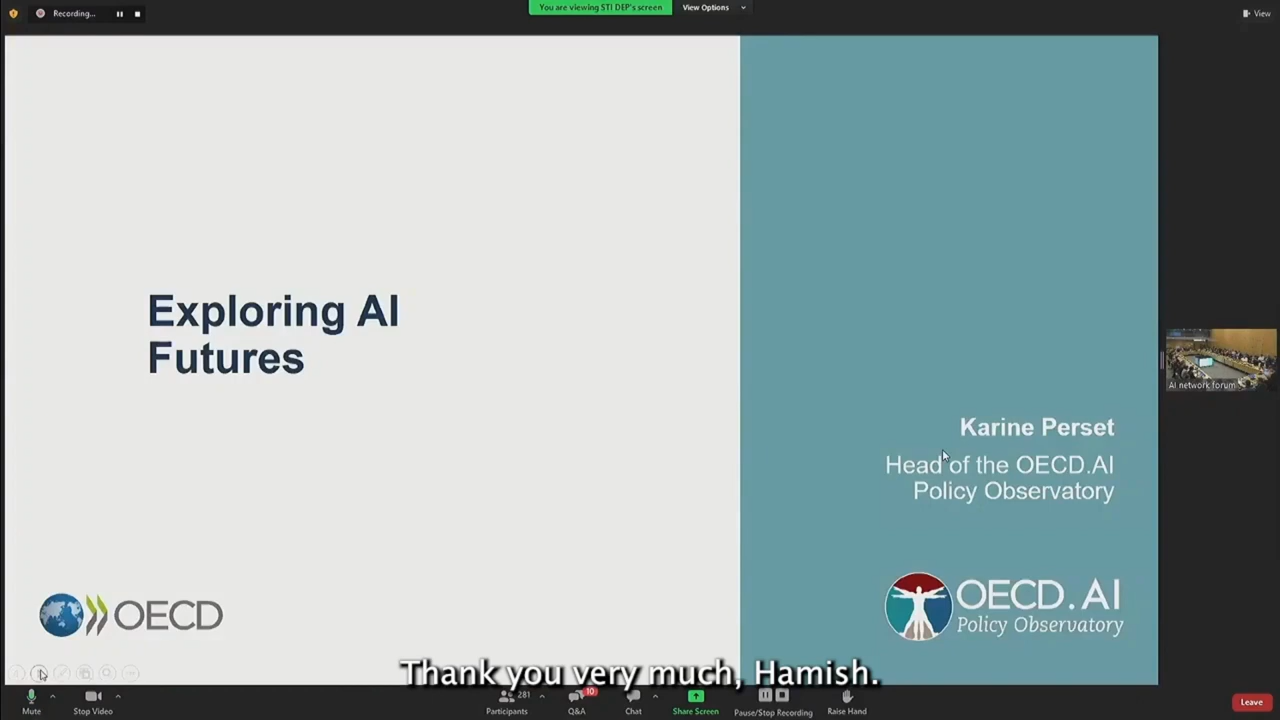 Recording...
You are viewing STI DEP's screen
View Options
View
Exploring AI
Futures
Karine Perset
Head of the OECD.AI
Policy Observatory
AI network forum
OECD
OECD.AI
Policy Observatory
Thank you very much, Hamish.
Mute
Stop Video
281
Participants
10
Q&A
Chat
Share Screen
Pause/Stop Recording
Raise Hand
Leave